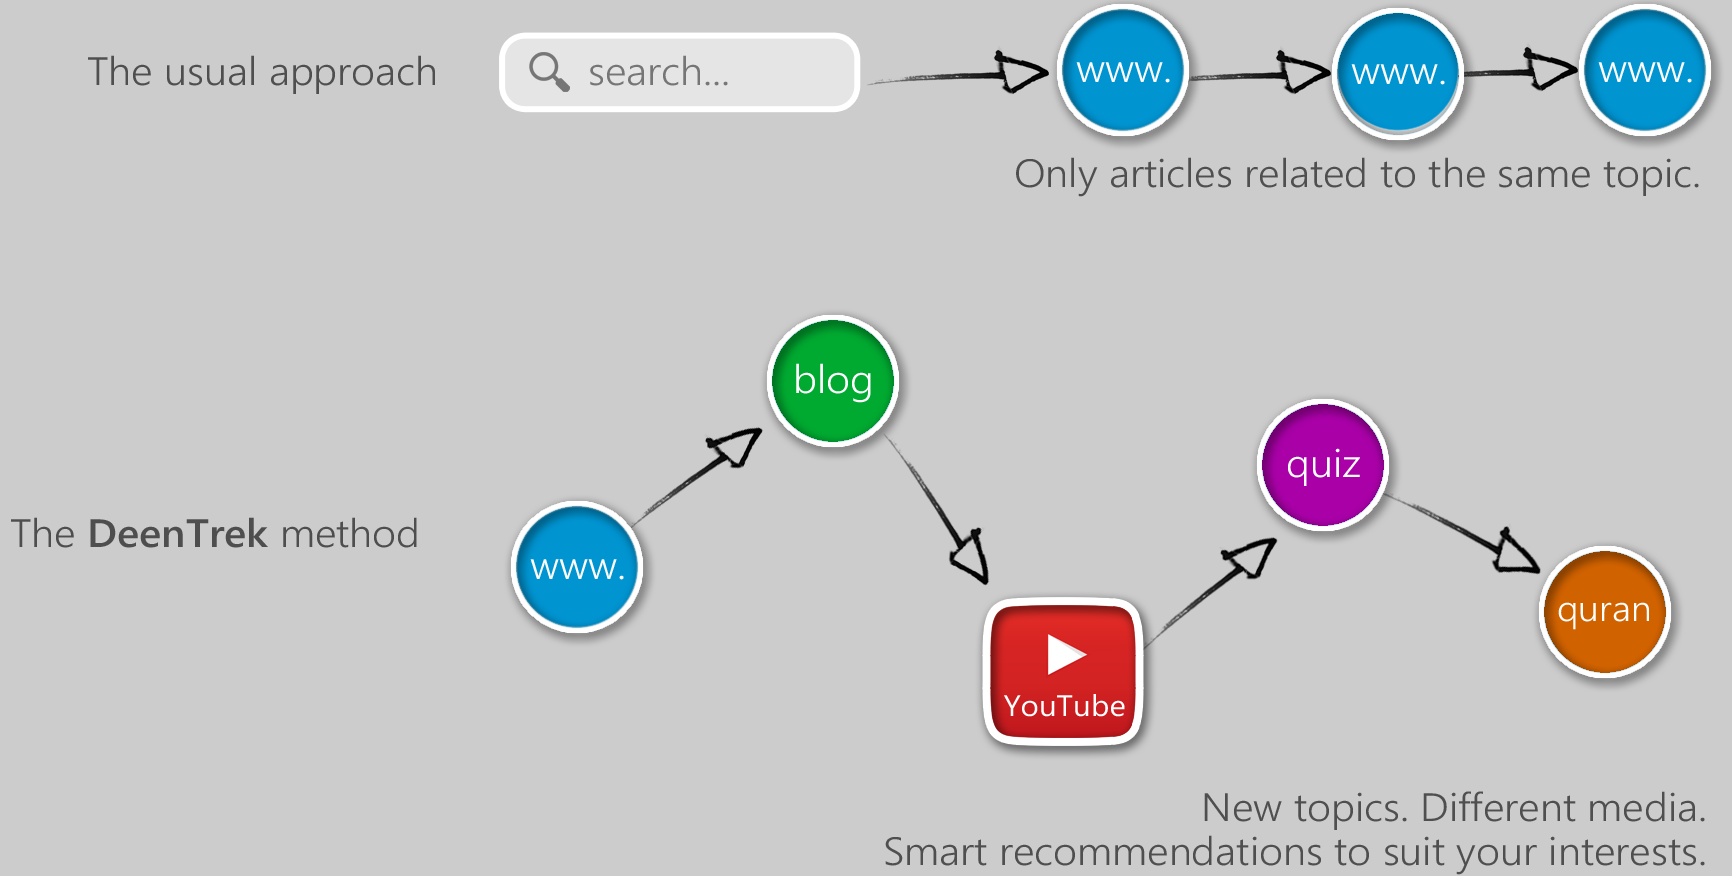 The usual approach
search...
www.
www.
www.
Only articles related to the same topic.
blog
quiz
The DeenTrek method
www.
quran
YouTube
New topics. Different media.
Smart recommendations to suit your interests.